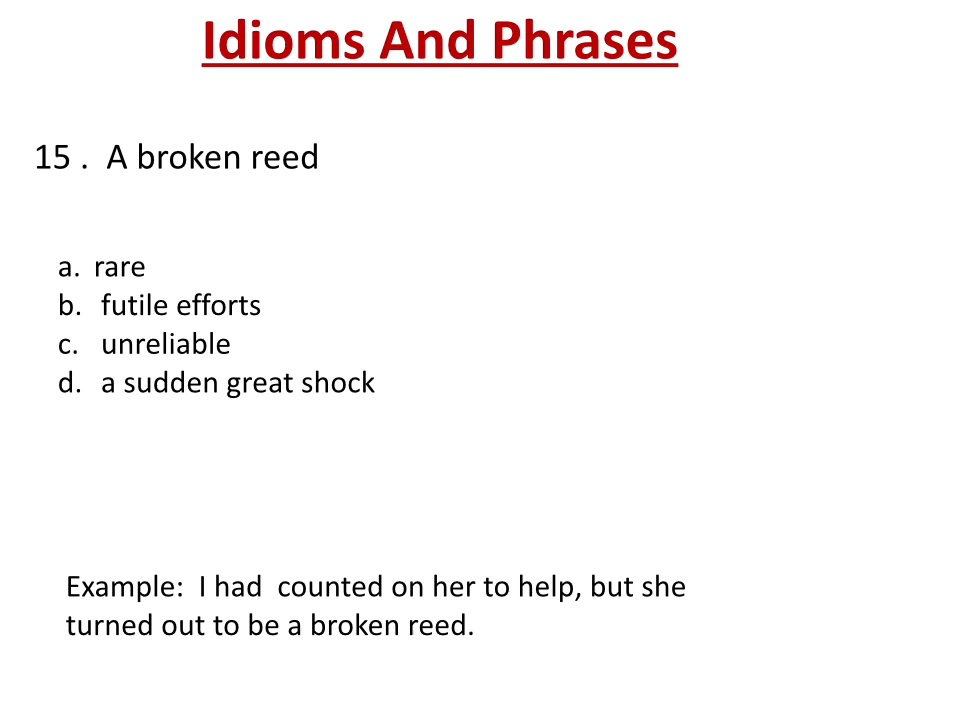 Idioms And Phrases
15 .  A broken reed
a.  rare
b.  futile efforts
c.  unreliable
d.  a sudden great shock
Example:  I had  counted on her to help, but she
turned out to be a broken reed.